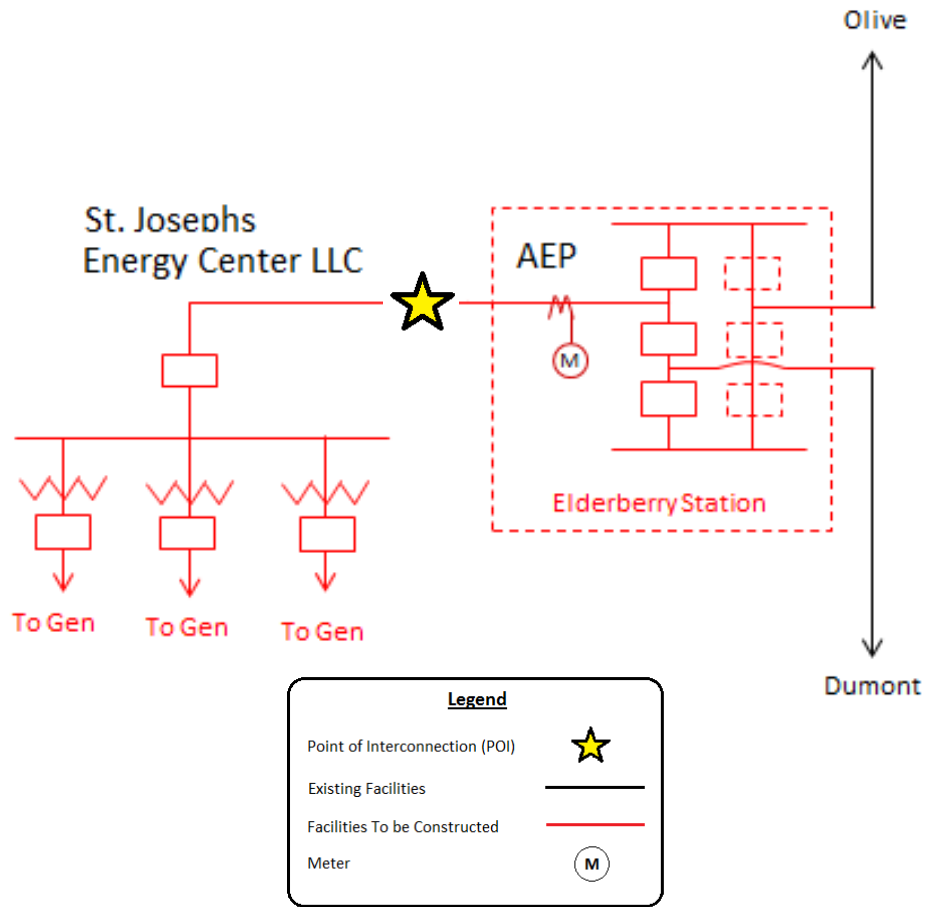 Olive
St. Josephs
Energy Center LLC
AEP
M
Elderberry Station
To Gen
To Gen
To Gen
Dumont
Legend
Point of Interconnection (POI)
Existing Facilities
Facilities To be Constructed
Meter
M